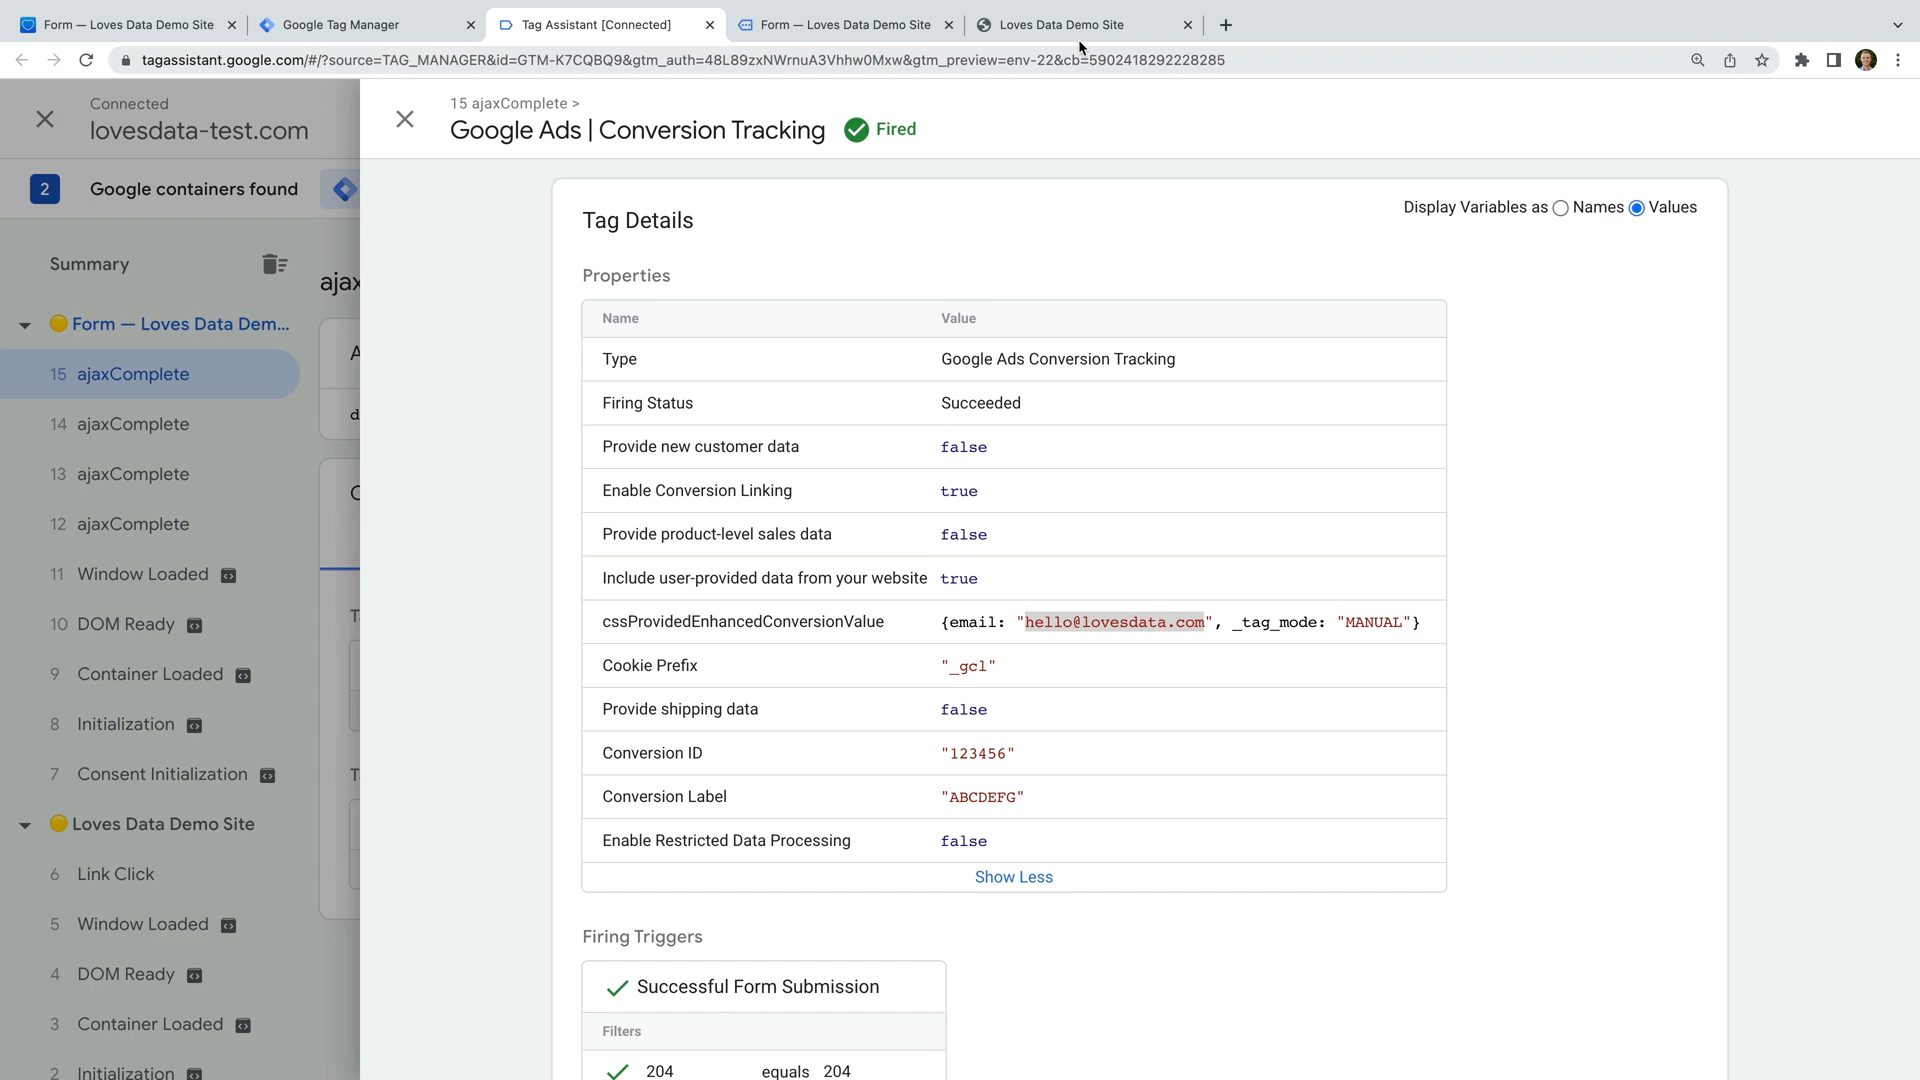 Form — Loves Data Demo Site
Google Tag Manager
Tag Assistant [Connected]
Form — Loves Data Demo Site
Loves Data Demo Site
tagassistant.google.com/#/?source=TAG_MANAGER&id=GTM-K7CQBQ9&gtm_auth=48L89zxNWrnuA3Vhhw0Mxw&gtm_preview=env-22&cb=5902418292228285
Connected
lovesdata-test.com
2 Google containers found
Summary
Form — Loves Data Dem...
15 ajaxComplete
14 ajaxComplete
13 ajaxComplete
12 ajaxComplete
11 Window Loaded
10 DOM Ready
9 Container Loaded
8 Initialization
7 Consent Initialization
Loves Data Demo Site
6 Link Click
5 Window Loaded
4 DOM Ready
3 Container Loaded
2 Initialization
ajax
15 ajaxComplete >
Google Ads | Conversion Tracking Fired
Tag Details
Display Variables as Names Values
Properties
Name Value
Type Google Ads Conversion Tracking
Firing Status Succeeded
Provide new customer data false
Enable Conversion Linking true
Provide product-level sales data false
Include user-provided data from your website true
cssProvidedEnhancedConversionValue {email: "hello@lovesdata.com", _tag_mode: "MANUAL"}
Cookie Prefix "_gcl"
Provide shipping data false
Conversion ID "123456"
Conversion Label "ABCDEFG"
Enable Restricted Data Processing false
Show Less
Firing Triggers
Successful Form Submission
Filters
204 equals 204